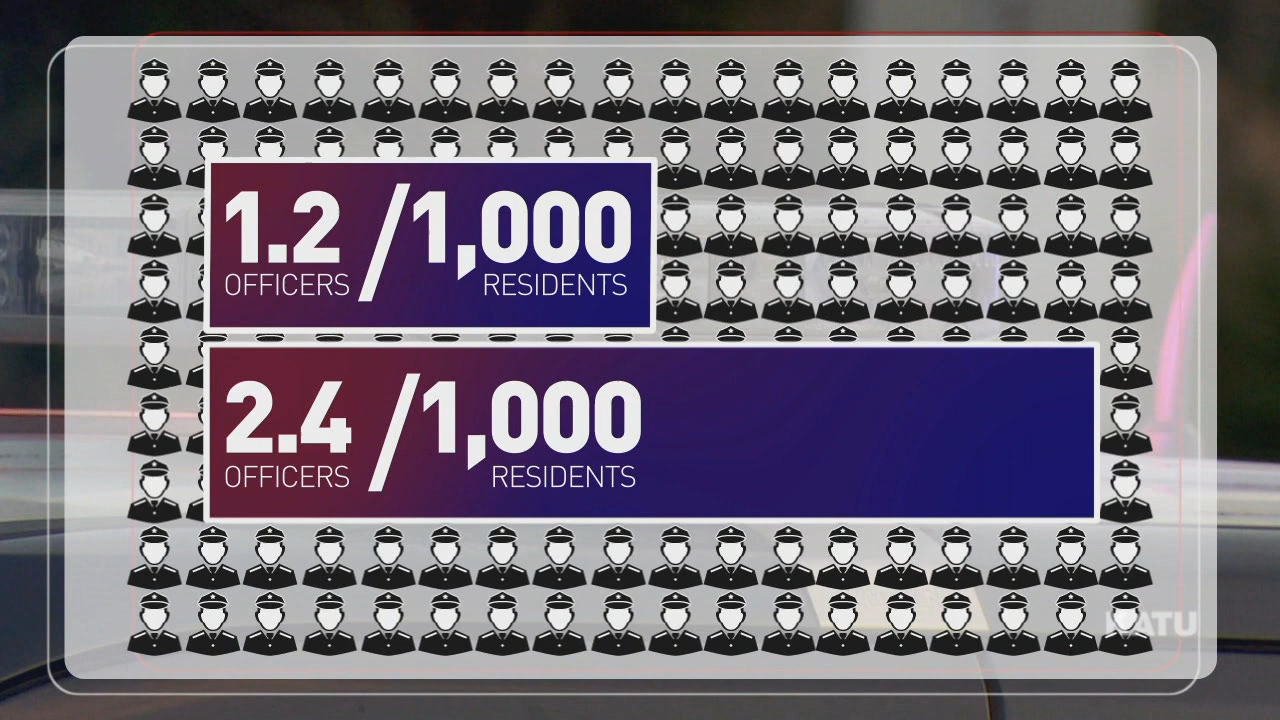 1.2 / 1,000
OFFICERS RESIDENTS
2.4 / 1,000
OFFICERS RESIDENTS
KATU